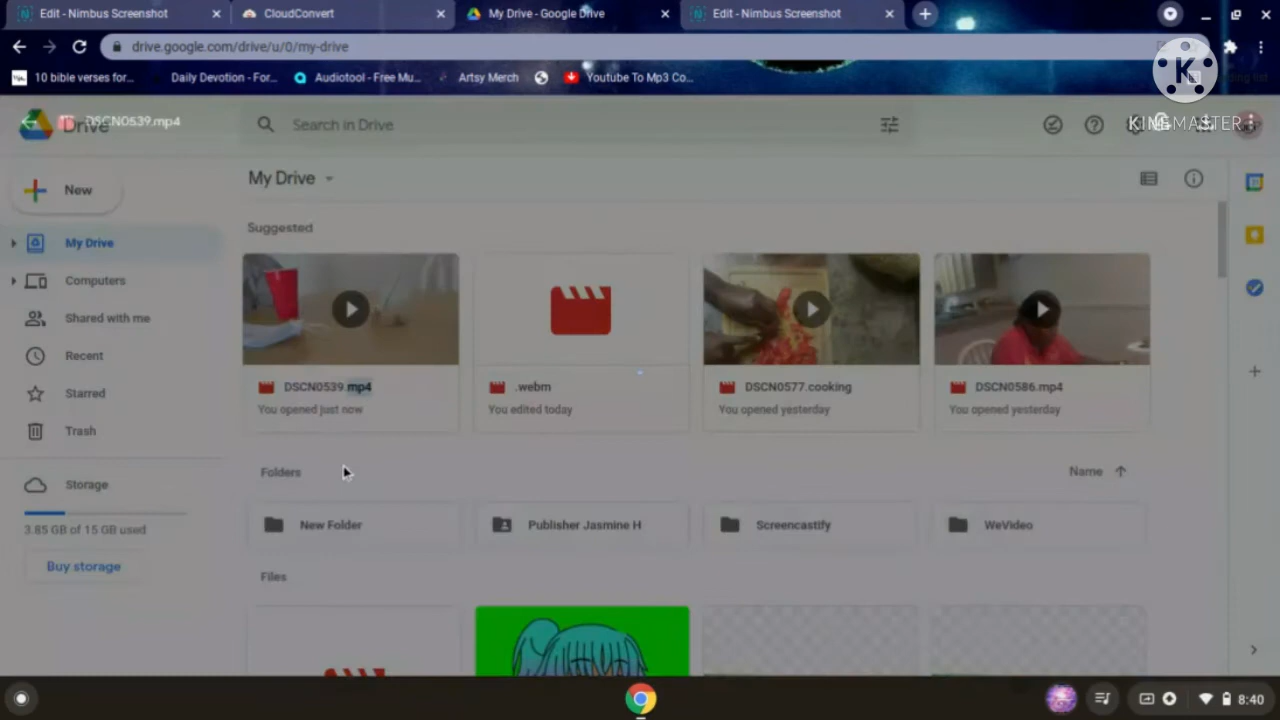 Edit - Nimbus Screenshot
CloudConvert
My Drive - Google Drive
Edit - Nimbus Screenshot
drive.google.com/drive/u/0/my-drive
10 bible verses for...
Daily Devotion - For...
Audiotool - Free Mu...
Artsy Merch
Youtube To Mp3 Co...
K
Drive
DSCN0539.mp4
Search in Drive
KINEMASTER
New
My Drive
My Drive
Computers
Shared with me
Recent
Starred
Trash
Storage
3.85 GB of 15 GB used
Buy storage
Suggested
DSCN0539.mp4
You opened just now
.webm
You edited today
DSCN0577.cooking
You opened yesterday
DSCN0586.mp4
You opened yesterday
Folders
Name
New Folder
Publisher Jasmine H
Screencastify
WeVideo
Files
8:40